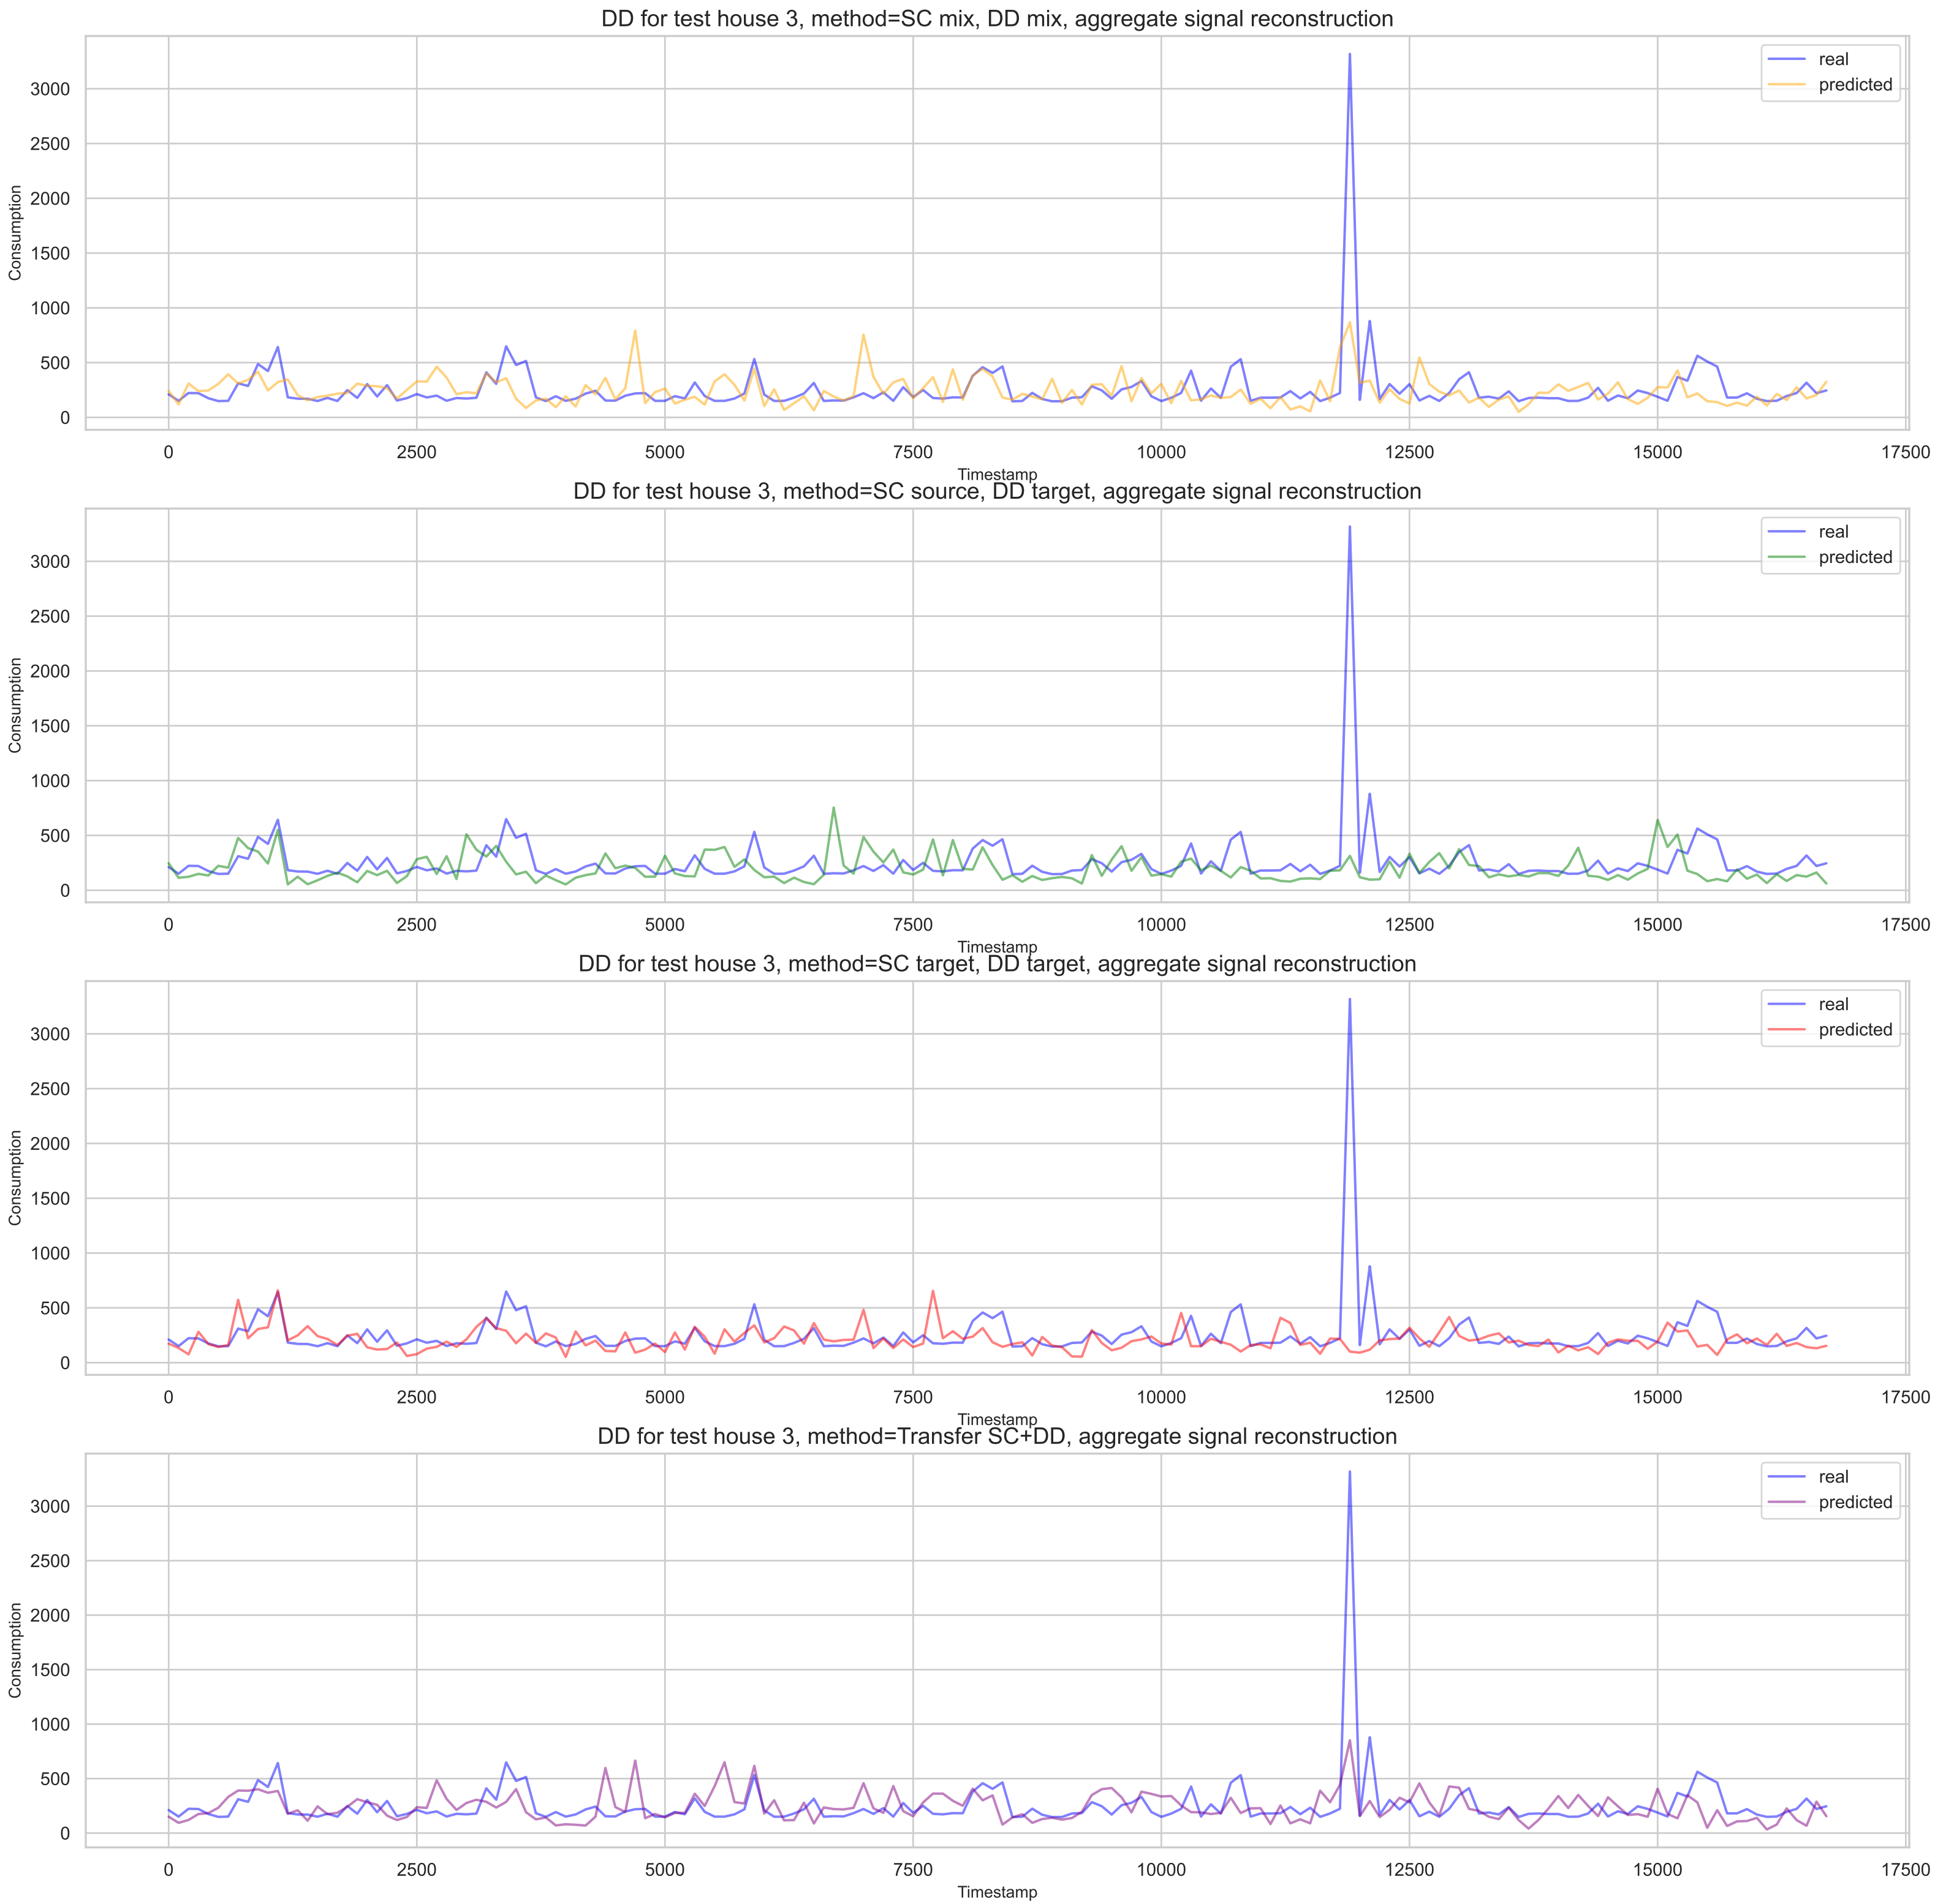 DD for test house 3, method=SC mix, DD mix, aggregate signal reconstruction
real
predicted
3000
2500
2000
1500
1000
500
0
Consumption
0 2500 5000 7500 10000 12500 15000 17500
Timestamp
DD for test house 3, method=SC source, DD target, aggregate signal reconstruction
real
predicted
3000
2500
2000
1500
1000
500
0
Consumption
0 2500 5000 7500 10000 12500 15000 17500
Timestamp
DD for test house 3, method=SC target, DD target, aggregate signal reconstruction
real
predicted
3000
2500
2000
1500
1000
500
0
Consumption
0 2500 5000 7500 10000 12500 15000 17500
Timestamp
DD for test house 3, method=Transfer SC+DD, aggregate signal reconstruction
real
predicted
3000
2500
2000
1500
1000
500
0
Consumption
0 2500 5000 7500 10000 12500 15000 17500
Timestamp